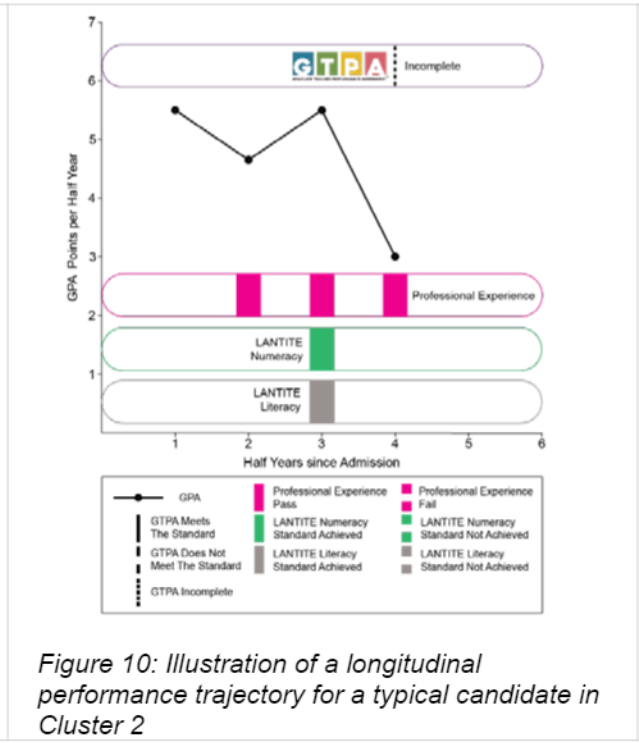 7
GTPA
Incomplete
6
5
4
3
GPA Points per Half Year
Professional Experience
2
LANTITE
Numeracy
1
LANTITE
Literacy
1 2 3 4 5 6
Half Years since Admission
GPA
GTPA Meets
The Standard
GTPA Does Not
Meet The Standard
GTPA Incomplete
Professional Experience
Pass
LANTITE Numeracy
Standard Achieved
LANTITE Literacy
Standard Achieved
Professional Experience
Fail
LANTITE Numeracy
Standard Not Achieved
LANTITE Literacy
Standard Not Achieved
Figure 10: Illustration of a longitudinal
performance trajectory for a typical candidate in
Cluster 2